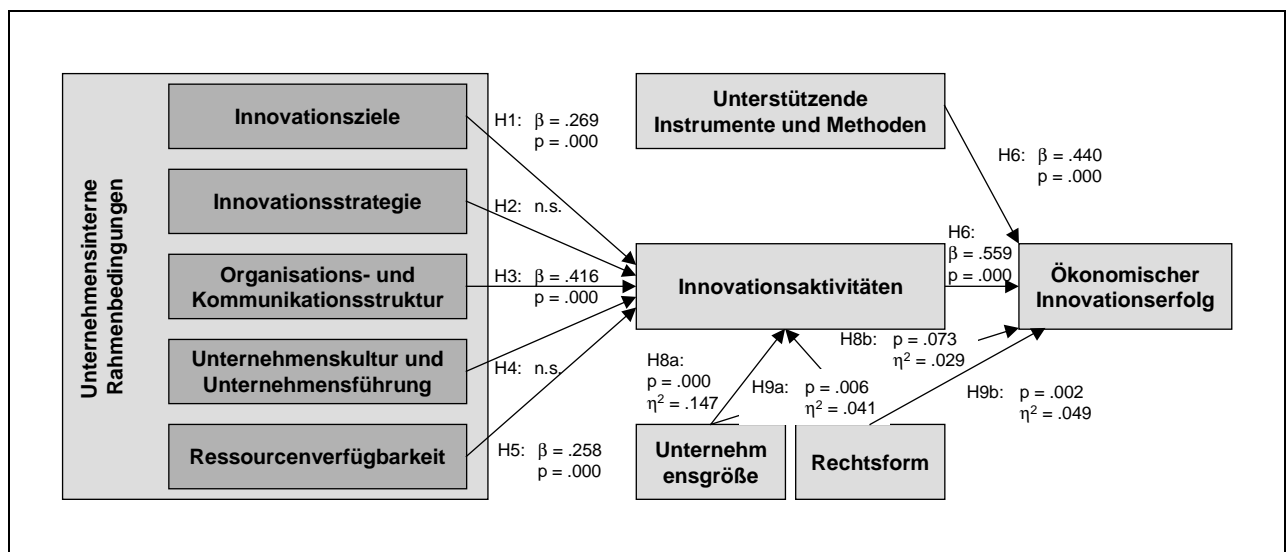 Unternehmensinterne
Rahmenbedingungen
Innovationsziele
Innovationsstrategie
Organisations- und
Kommunikationsstruktur
Unternehmenskultur und
Unternehmensführung
Ressourcenverfügbarkeit
H1: β = .269
p = .000
H2: n.s.
H3: β = .416
p = .000
H4: n.s.
H5: β = .258
p = .000
Unterstützende
Instrumente und Methoden
H6: β = .440
p = .000
Innovationsaktivitäten
H6:
β = .559
p = .000
Ökonomischer
Innovationserfolg
H8a:
p = .000
η² = .147
H9a: p = .006
η² = .041
H8b: p = .073
η² = .029
H9b: p = .002
η² = .049
Unternehm
ensgröße
Rechtsform